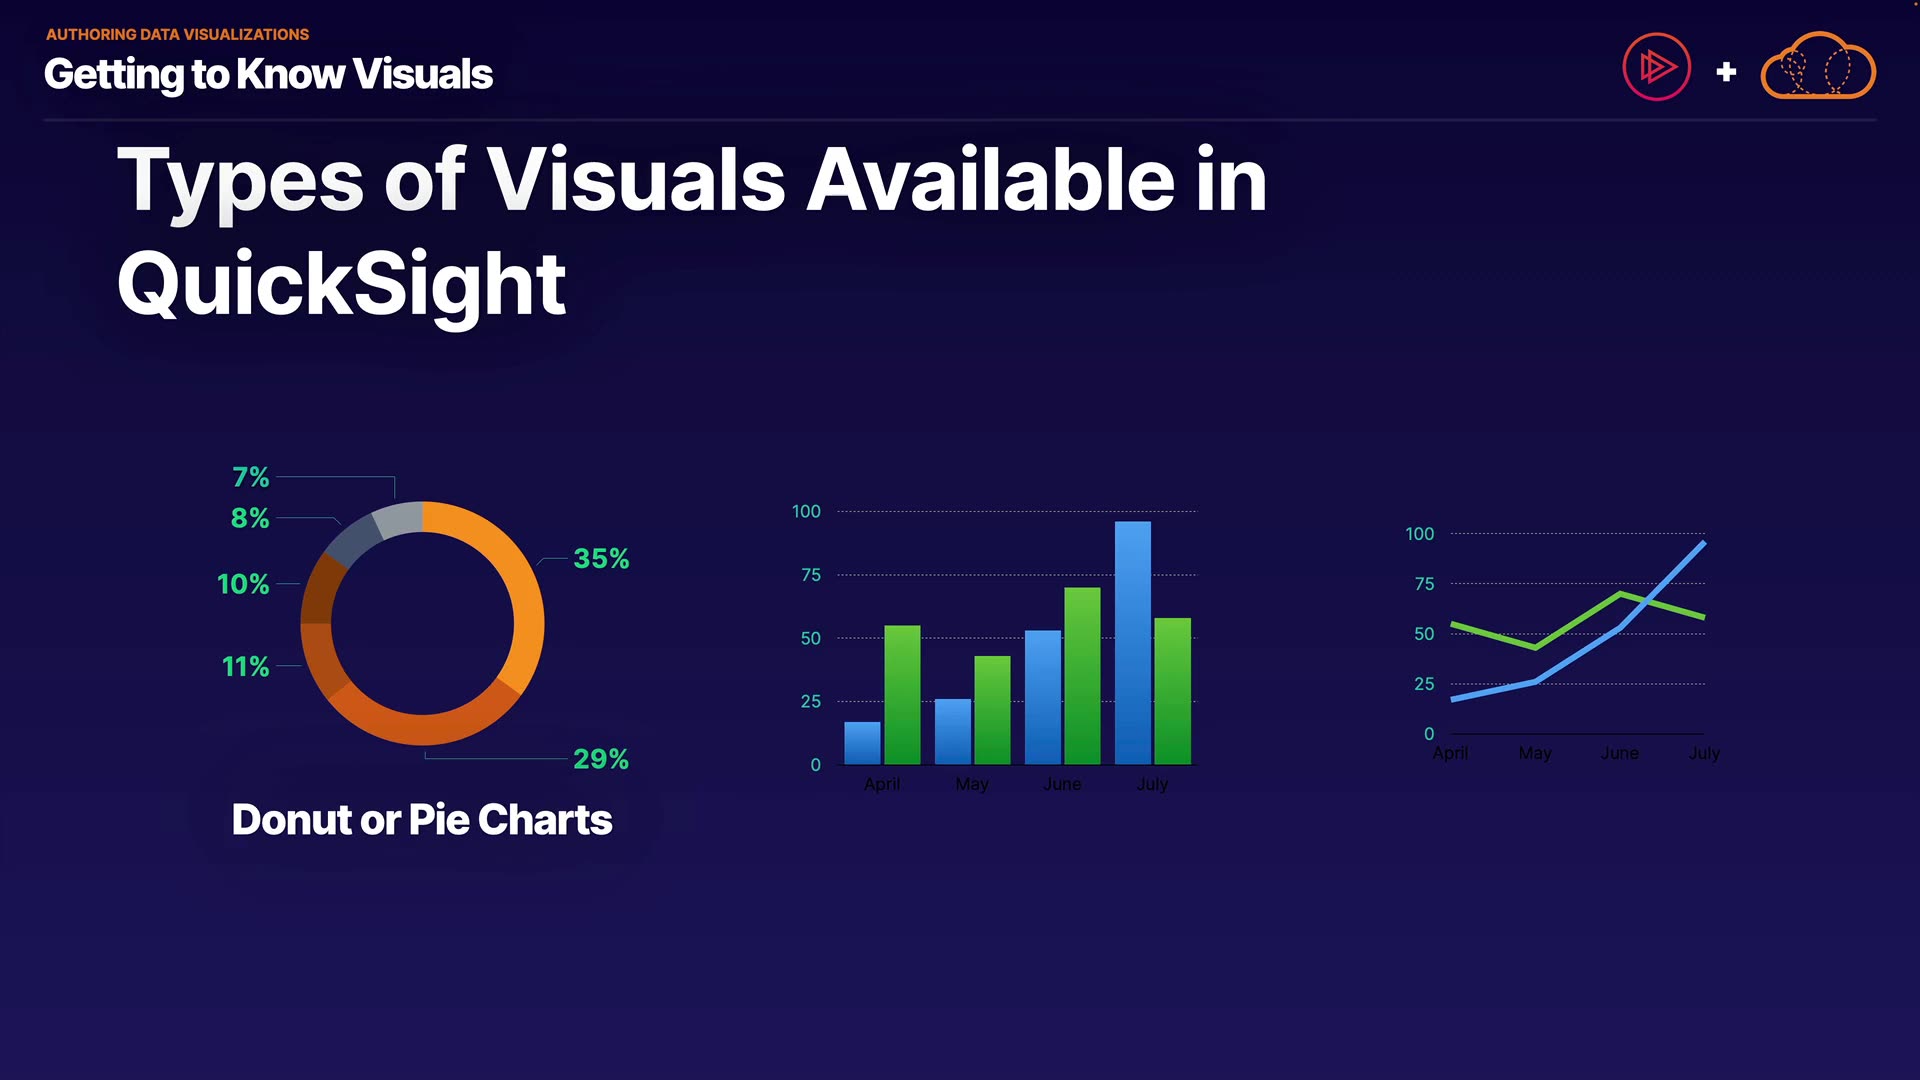 AUTHORING DATA VISUALIZATIONS
Getting to Know Visuals
Types of Visuals Available in
QuickSight
7%
8%
10%
11%
35%
29%
Donut or Pie Charts
100
75
50
25
0
April May June July
100
75
50
25
0
April May June July